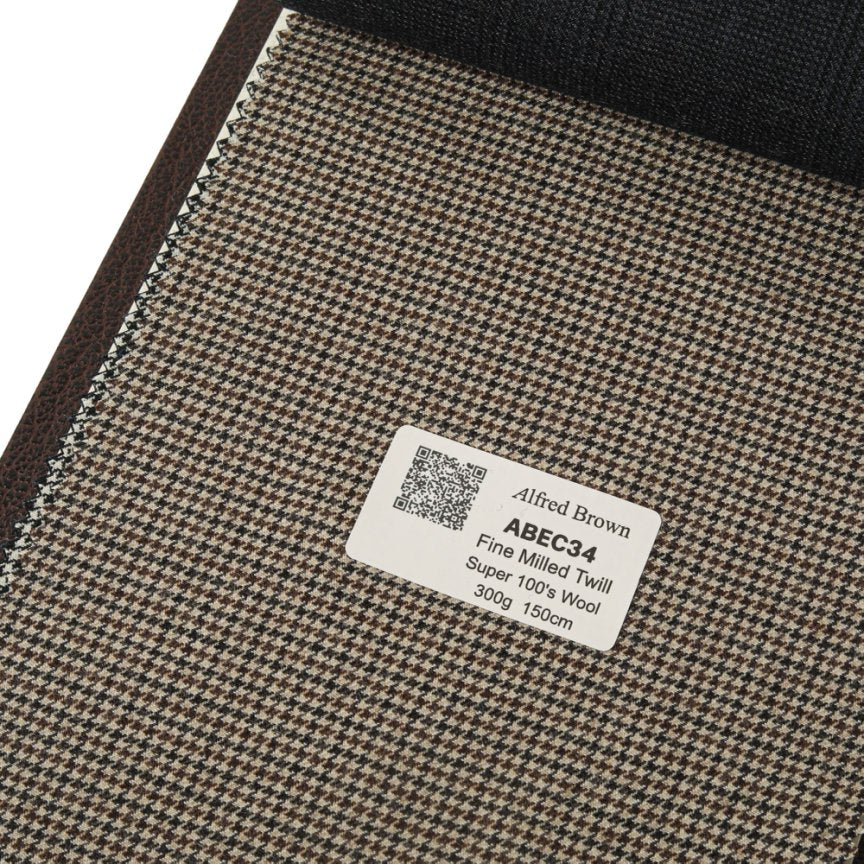 Alfred Brown
ABEC34
Fine Milled Twill
Super 100's Wool
300g 150cm